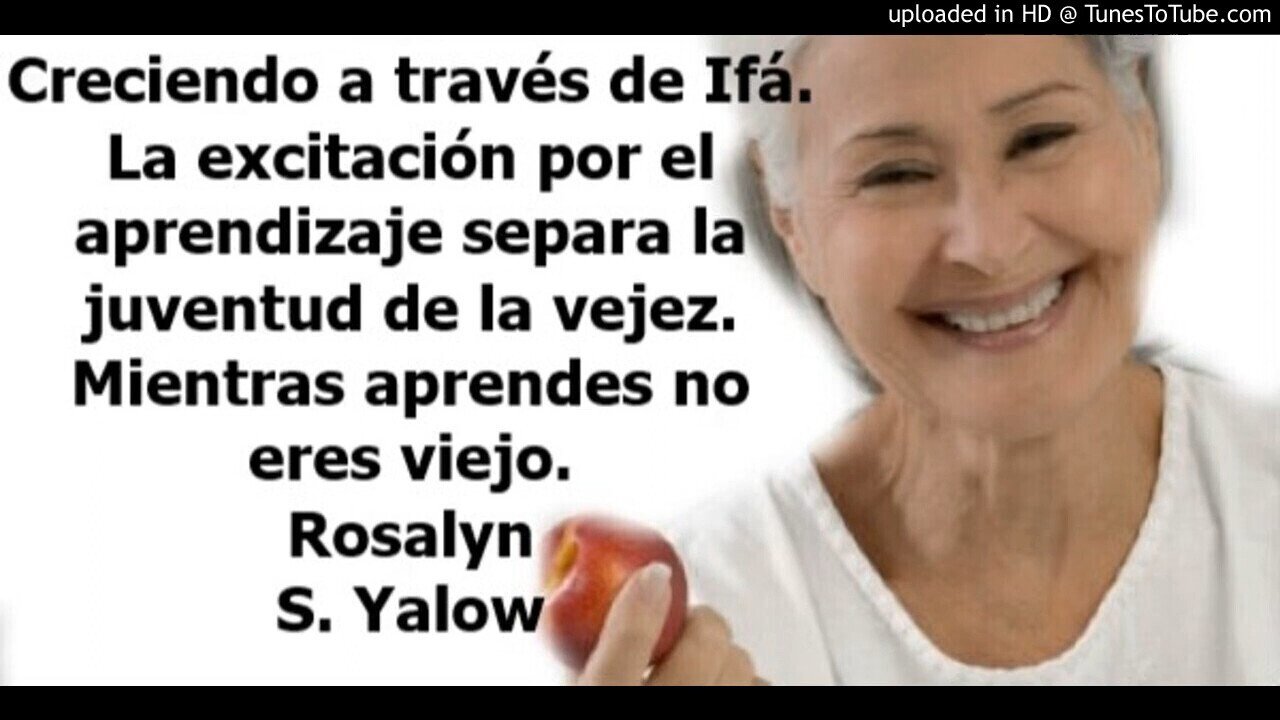 uploaded in HD @ TunesToTube.com
Creciendo a través de Ifá.
La excitación por el
aprendizaje separa la
juventud de la vejez.
Mientras aprendes no
eres viejo.
Rosalyn
S. Yalow